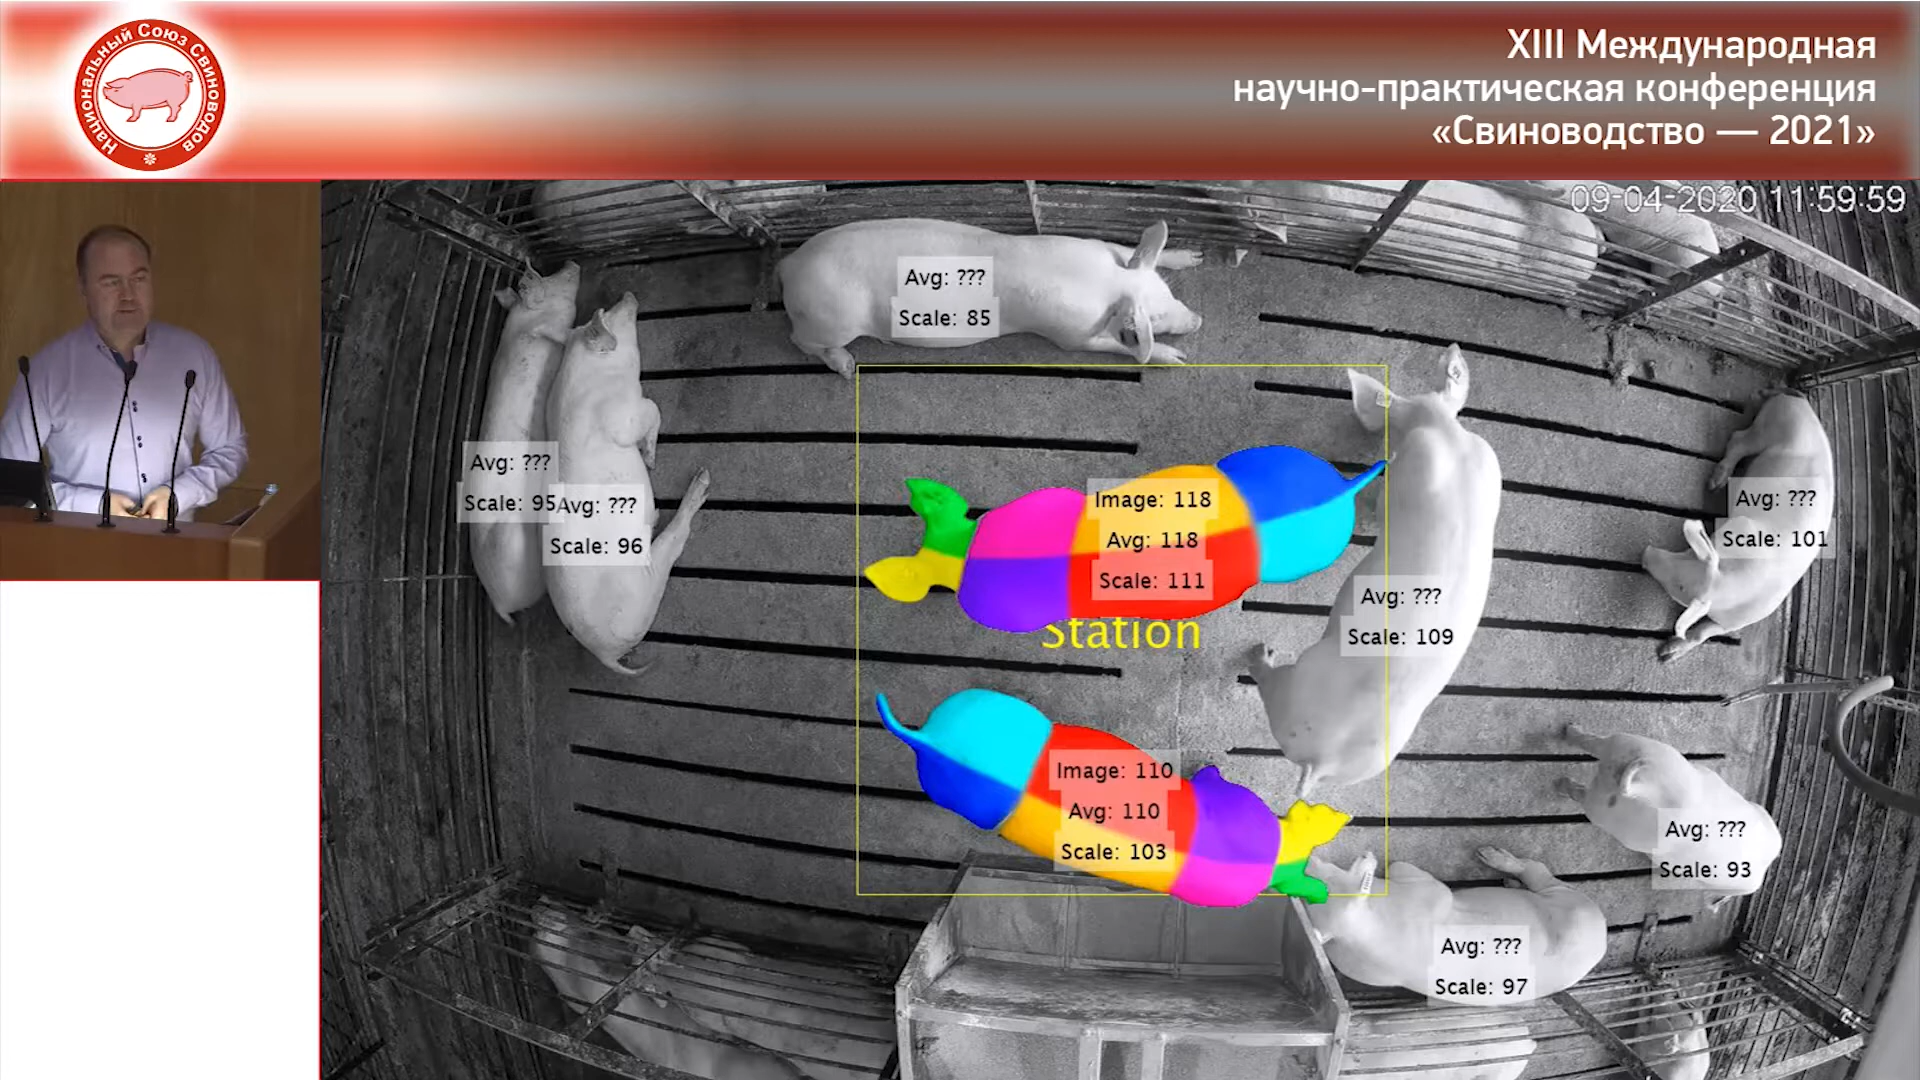 Национальный Союз Свиноводов
XIII Международная
научно-практическая конференция
«Свиноводство — 2021»
09-04-2020 11:59:59
Avg: ???
Scale: 85
Avg: ???
Scale: 95
Avg: ???
Scale: 96
Image: 118
Avg: 118
Scale: 111
Station
Avg: ???
Scale: 109
Avg: ???
Scale: 101
Image: 110
Avg: 110
Scale: 103
Avg: ???
Scale: 93
Avg: ???
Scale: 97